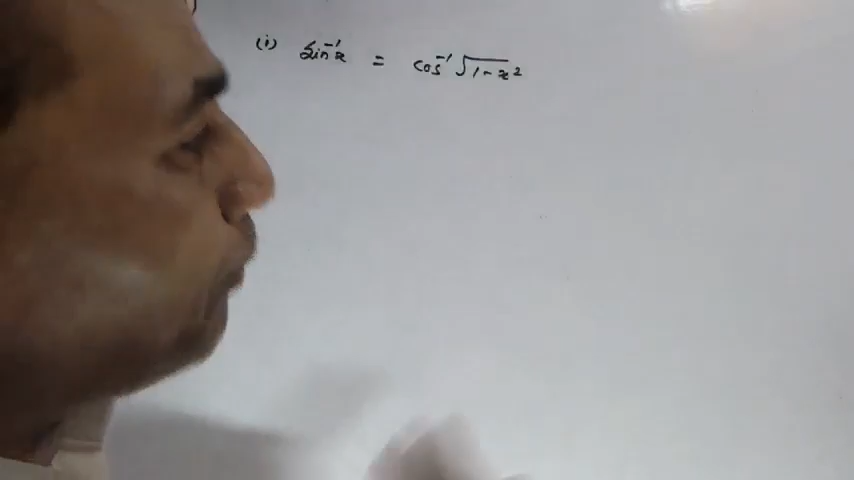 (i) sin⁻¹x = cos⁻¹ √1-x²